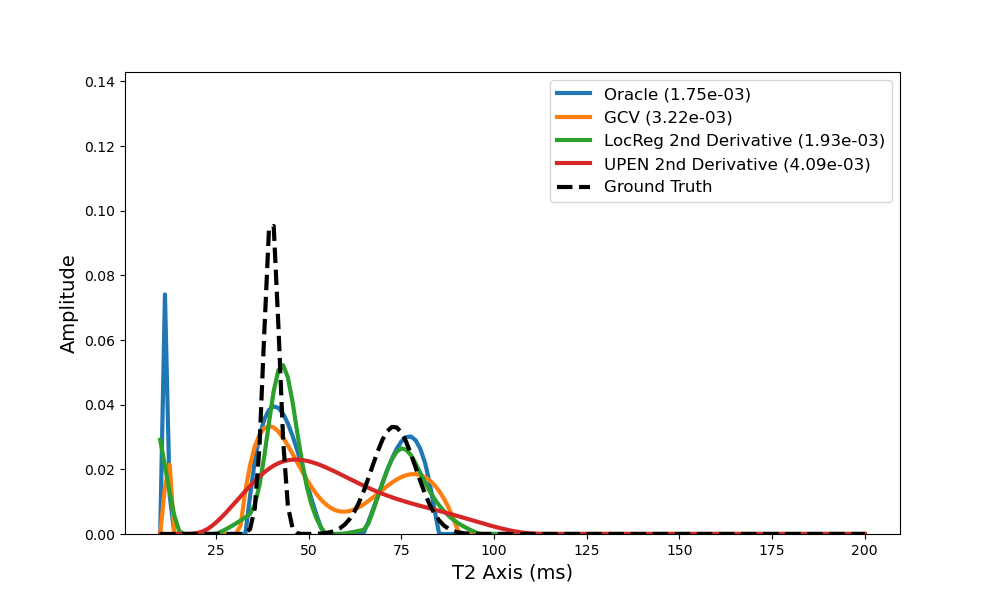 0.14
0.12
0.10
0.08
0.06
0.04
0.02
0.00
Amplitude
25
50
75
100
125
150
175
200
T2 Axis (ms)
Oracle (1.75e-03)
GCV (3.22e-03)
LocReg 2nd Derivative (1.93e-03)
UPEN 2nd Derivative (4.09e-03)
Ground Truth